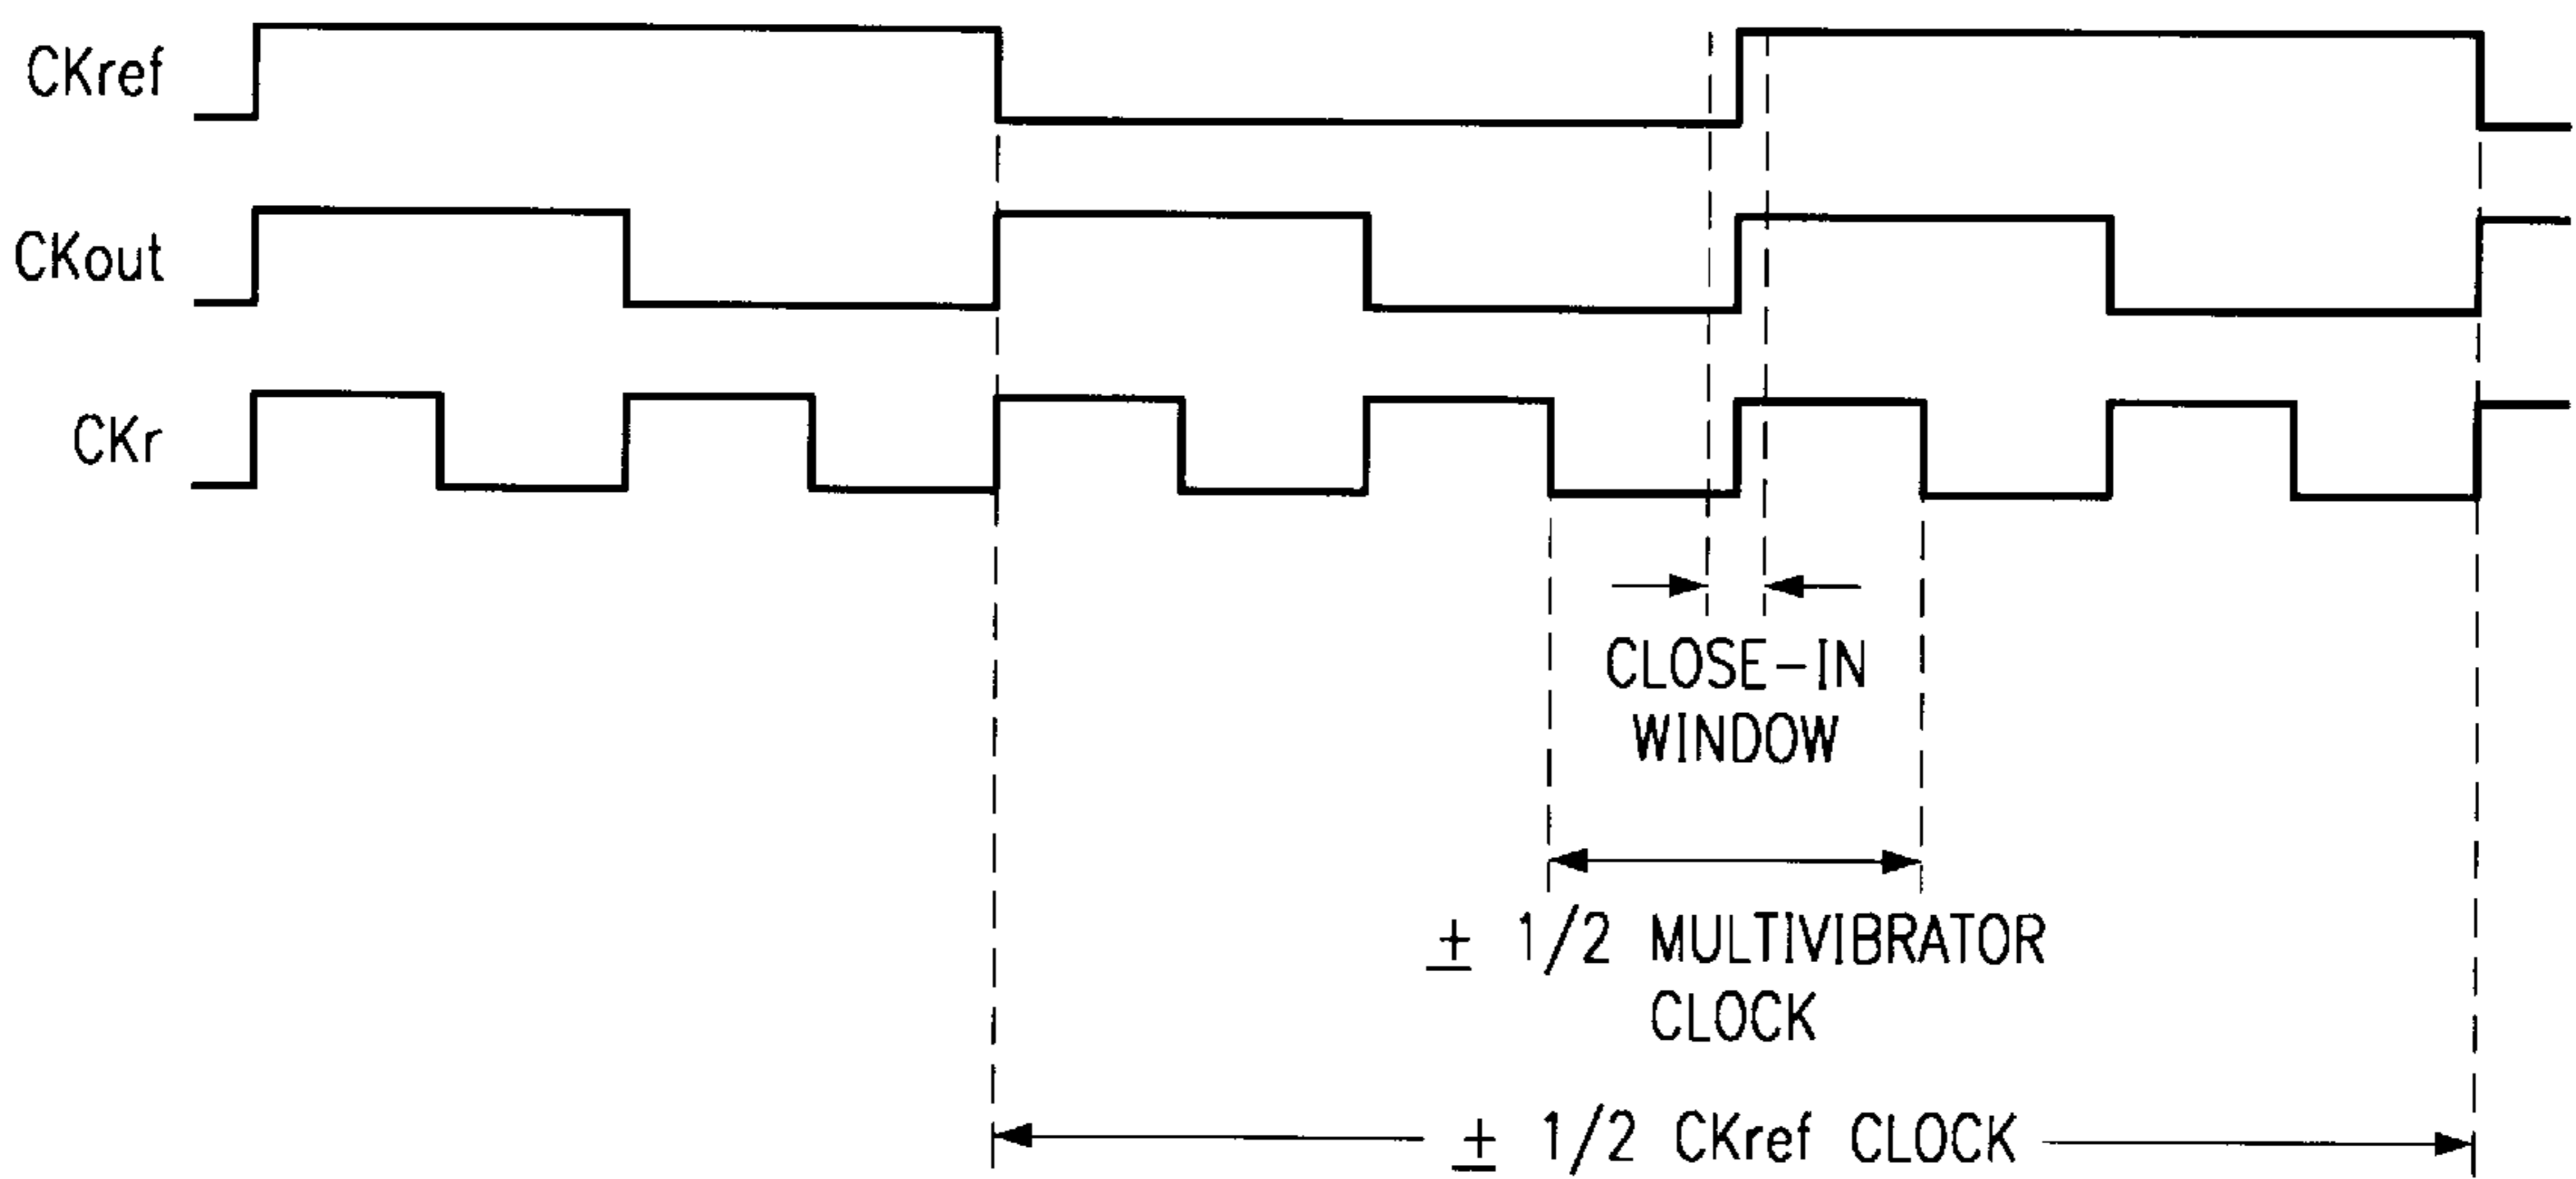 CKref
CKout
CKr
CLOSE-IN
WINDOW
± 1/2 MULTIVIBRATOR
CLOCK
± 1/2 CKref CLOCK